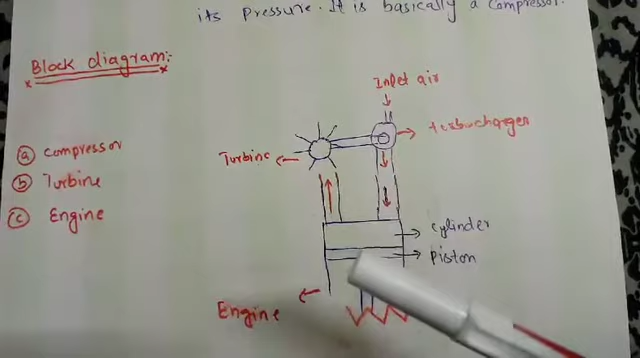 its pressure. It is basically a compressor.
Block diagram:
Inlet air
turbocharger
Turbine
ⓐ Compressor
ⓑ Turbine
ⓒ Engine
cylinder
piston
Engine